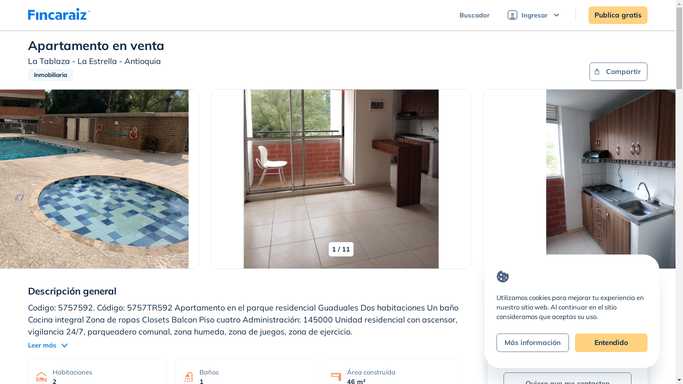 Fincaraiz
Buscador
Ingresar
Publica gratis
Apartamento en venta
La Tablaza - La Estrella - Antioquia
Inmobiliaria
Compartir
1 / 11
Descripción general
Codigo: 5757592. Código: 5757TR592 Apartamento en el parque residencial Guaduales Dos habitaciones Un baño
Cocina integral Zona de ropas Closets Balcon Piso cuatro Administración: 145000 Unidad residencial con ascensor,
vigilancia 24/7, parqueadero comunal, zona humeda, zona de juegos, zona de ejercicio.
Leer más
Habitaciones
2
Baños
1
Área construida
46 m²
Utilizamos cookies para mejorar tu experiencia en
nuestro sitio web. Al continuar en el sitio
consideramos que aceptas su uso.
Más información
Entendido
Quiero que me contacten